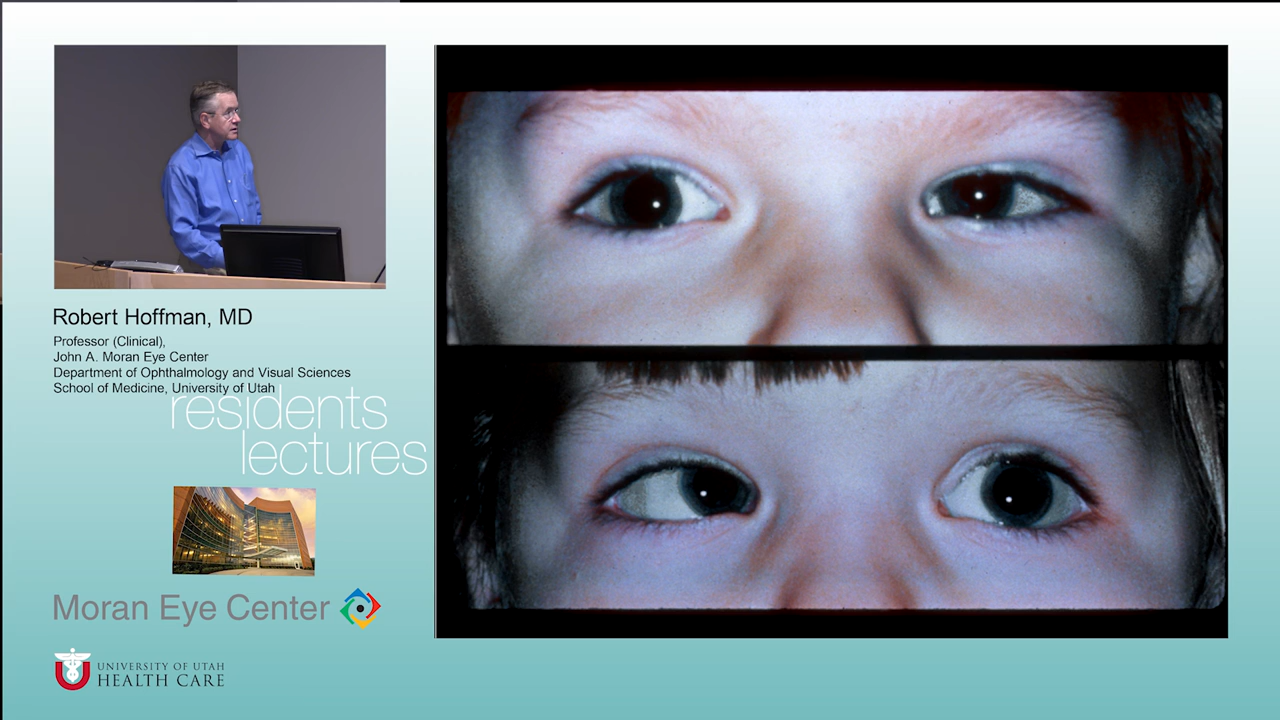 Robert Hoffman, MD
Professor (Clinical),
John A. Moran Eye Center
Department of Ophthalmology and Visual Sciences
School of Medicine, University of Utah
residents
lectures
Moran Eye Center
UNIVERSITY OF UTAH
HEALTH CARE